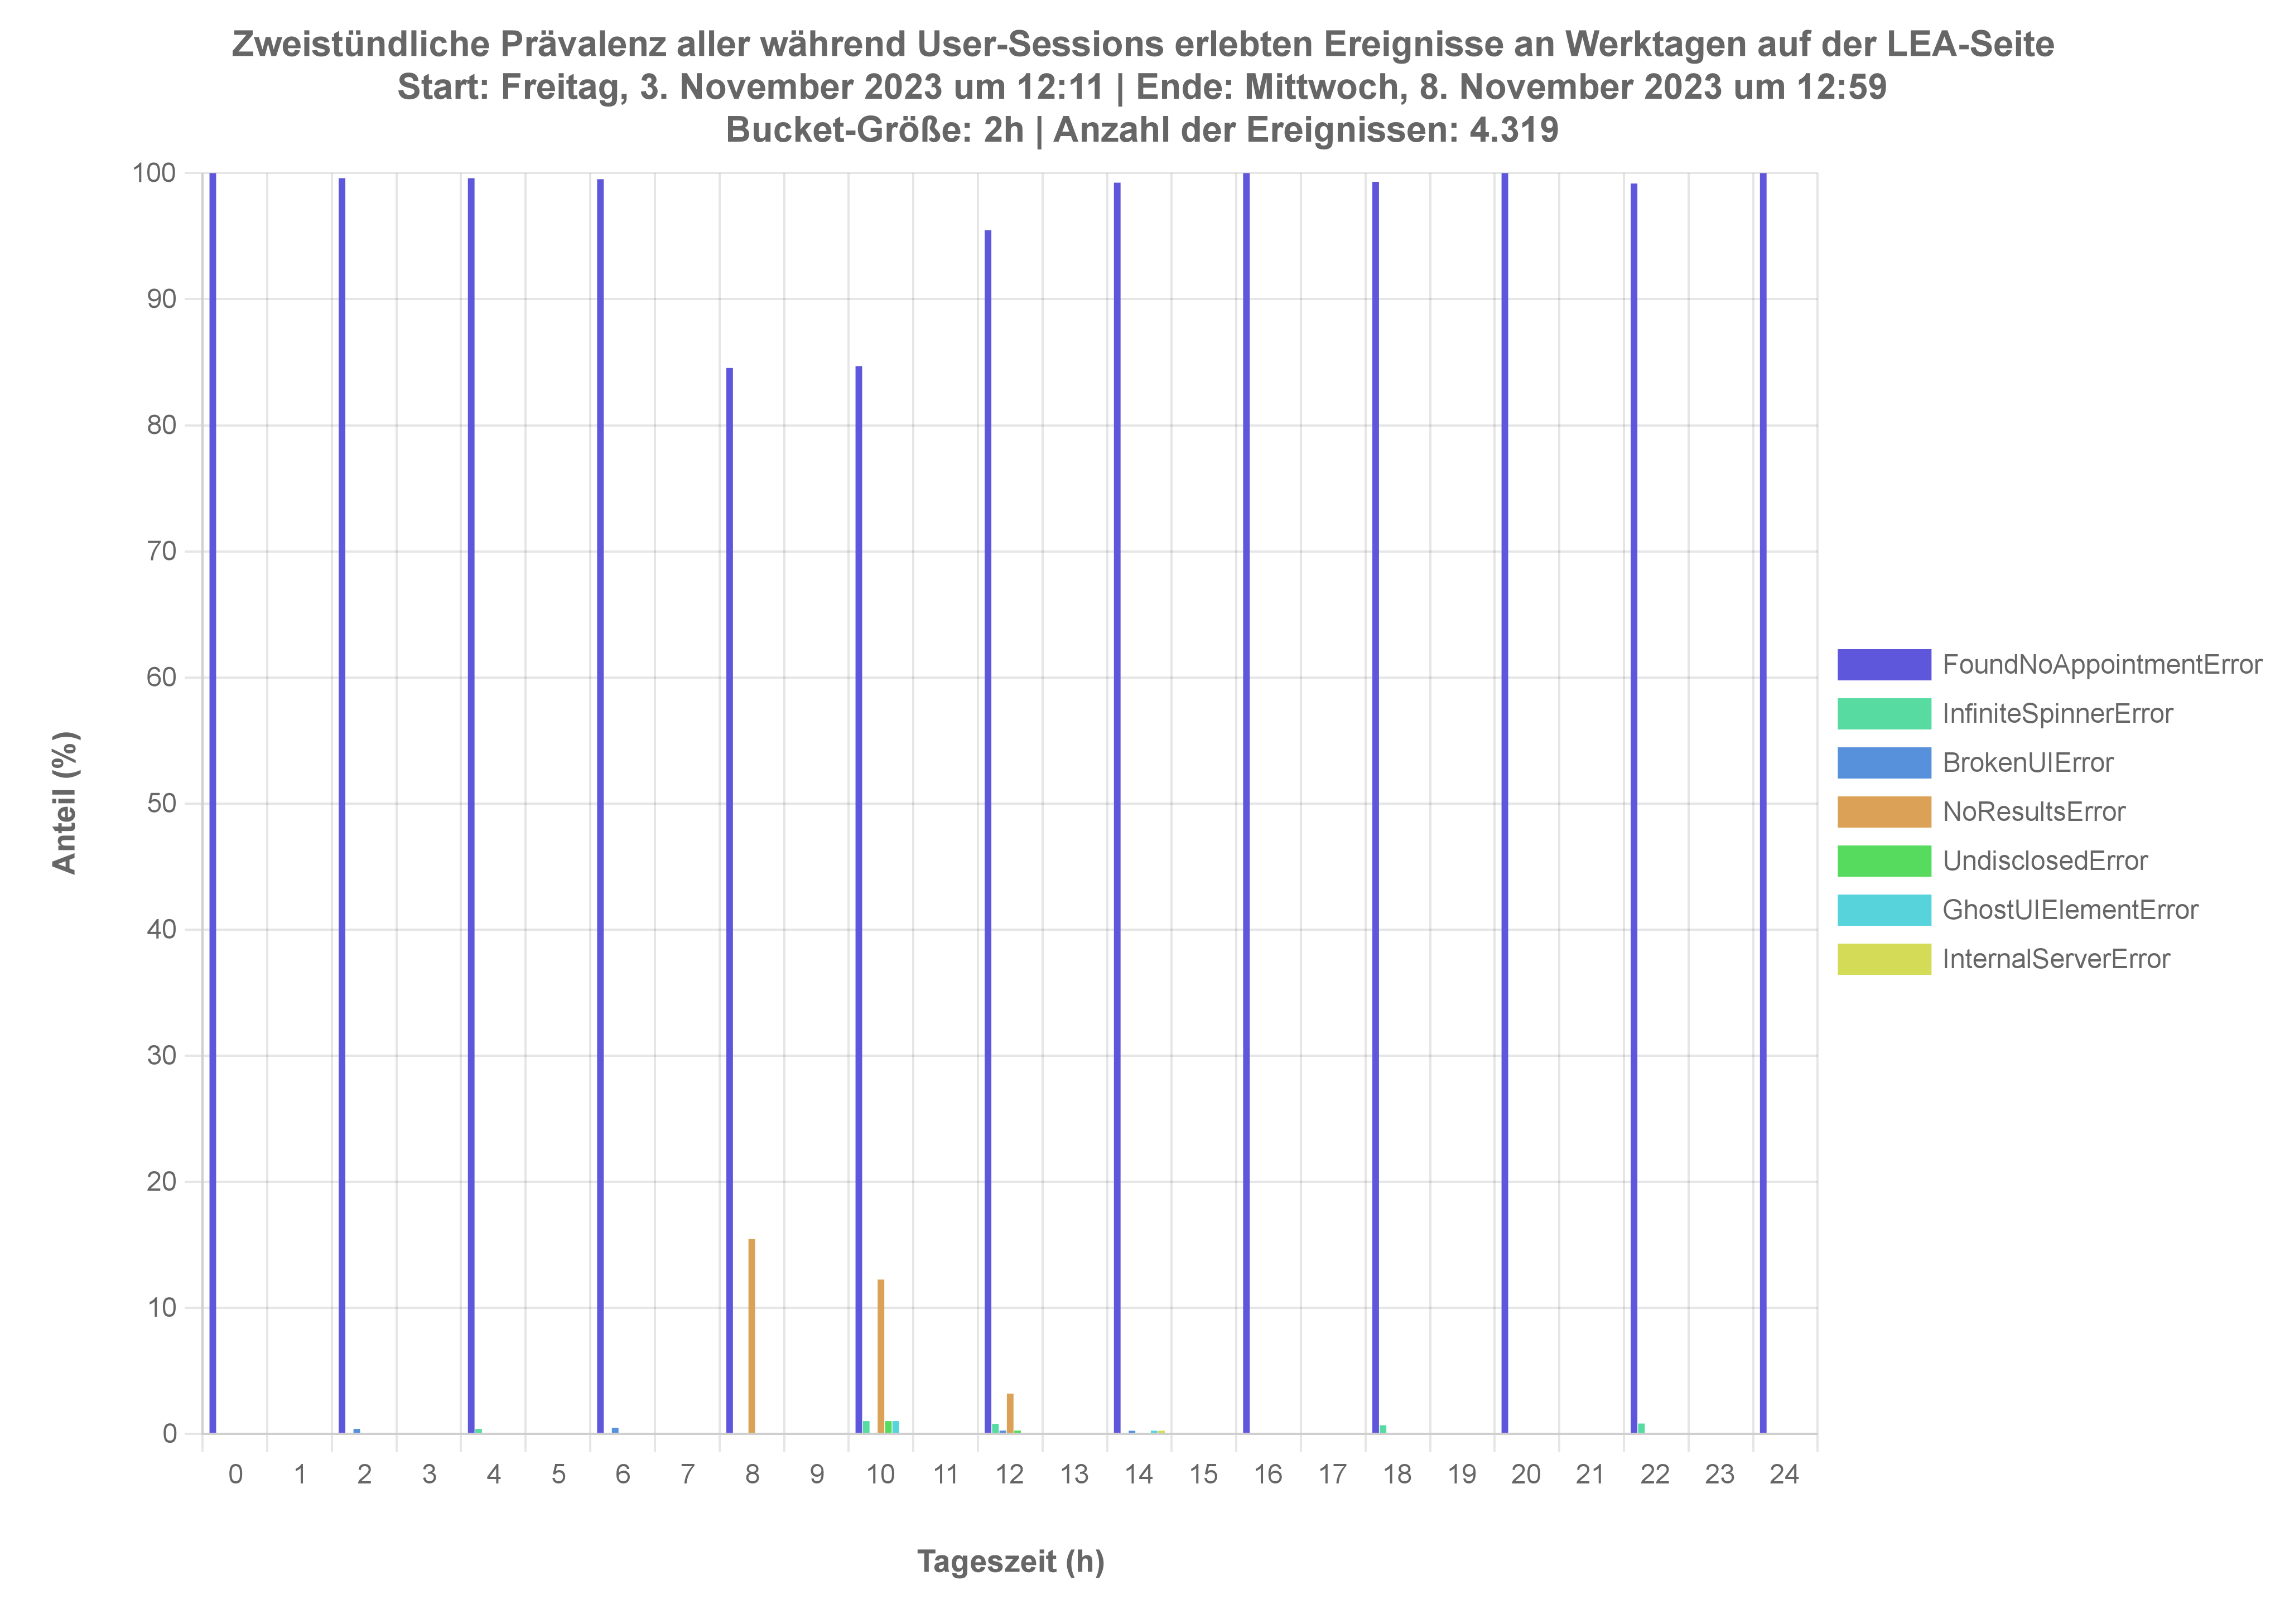 Zweistündliche Prävalenz aller während User-Sessions erlebten Ereignisse an Werktagen auf der LEA-Seite
Start: Freitag, 3. November 2023 um 12:11 | Ende: Mittwoch, 8. November 2023 um 12:59
Bucket-Größe: 2h | Anzahl der Ereignissen: 4.319
100
90
80
70
60
50
40
30
20
10
0
Anteil (%)
0 1 2 3 4 5 6 7 8 9 10 11 12 13 14 15 16 17 18 19 20 21 22 23 24
Tageszeit (h)
FoundNoAppointmentError
InfiniteSpinnerError
BrokenUIError
NoResultsError
UndisclosedError
GhostUIElementError
InternalServerError